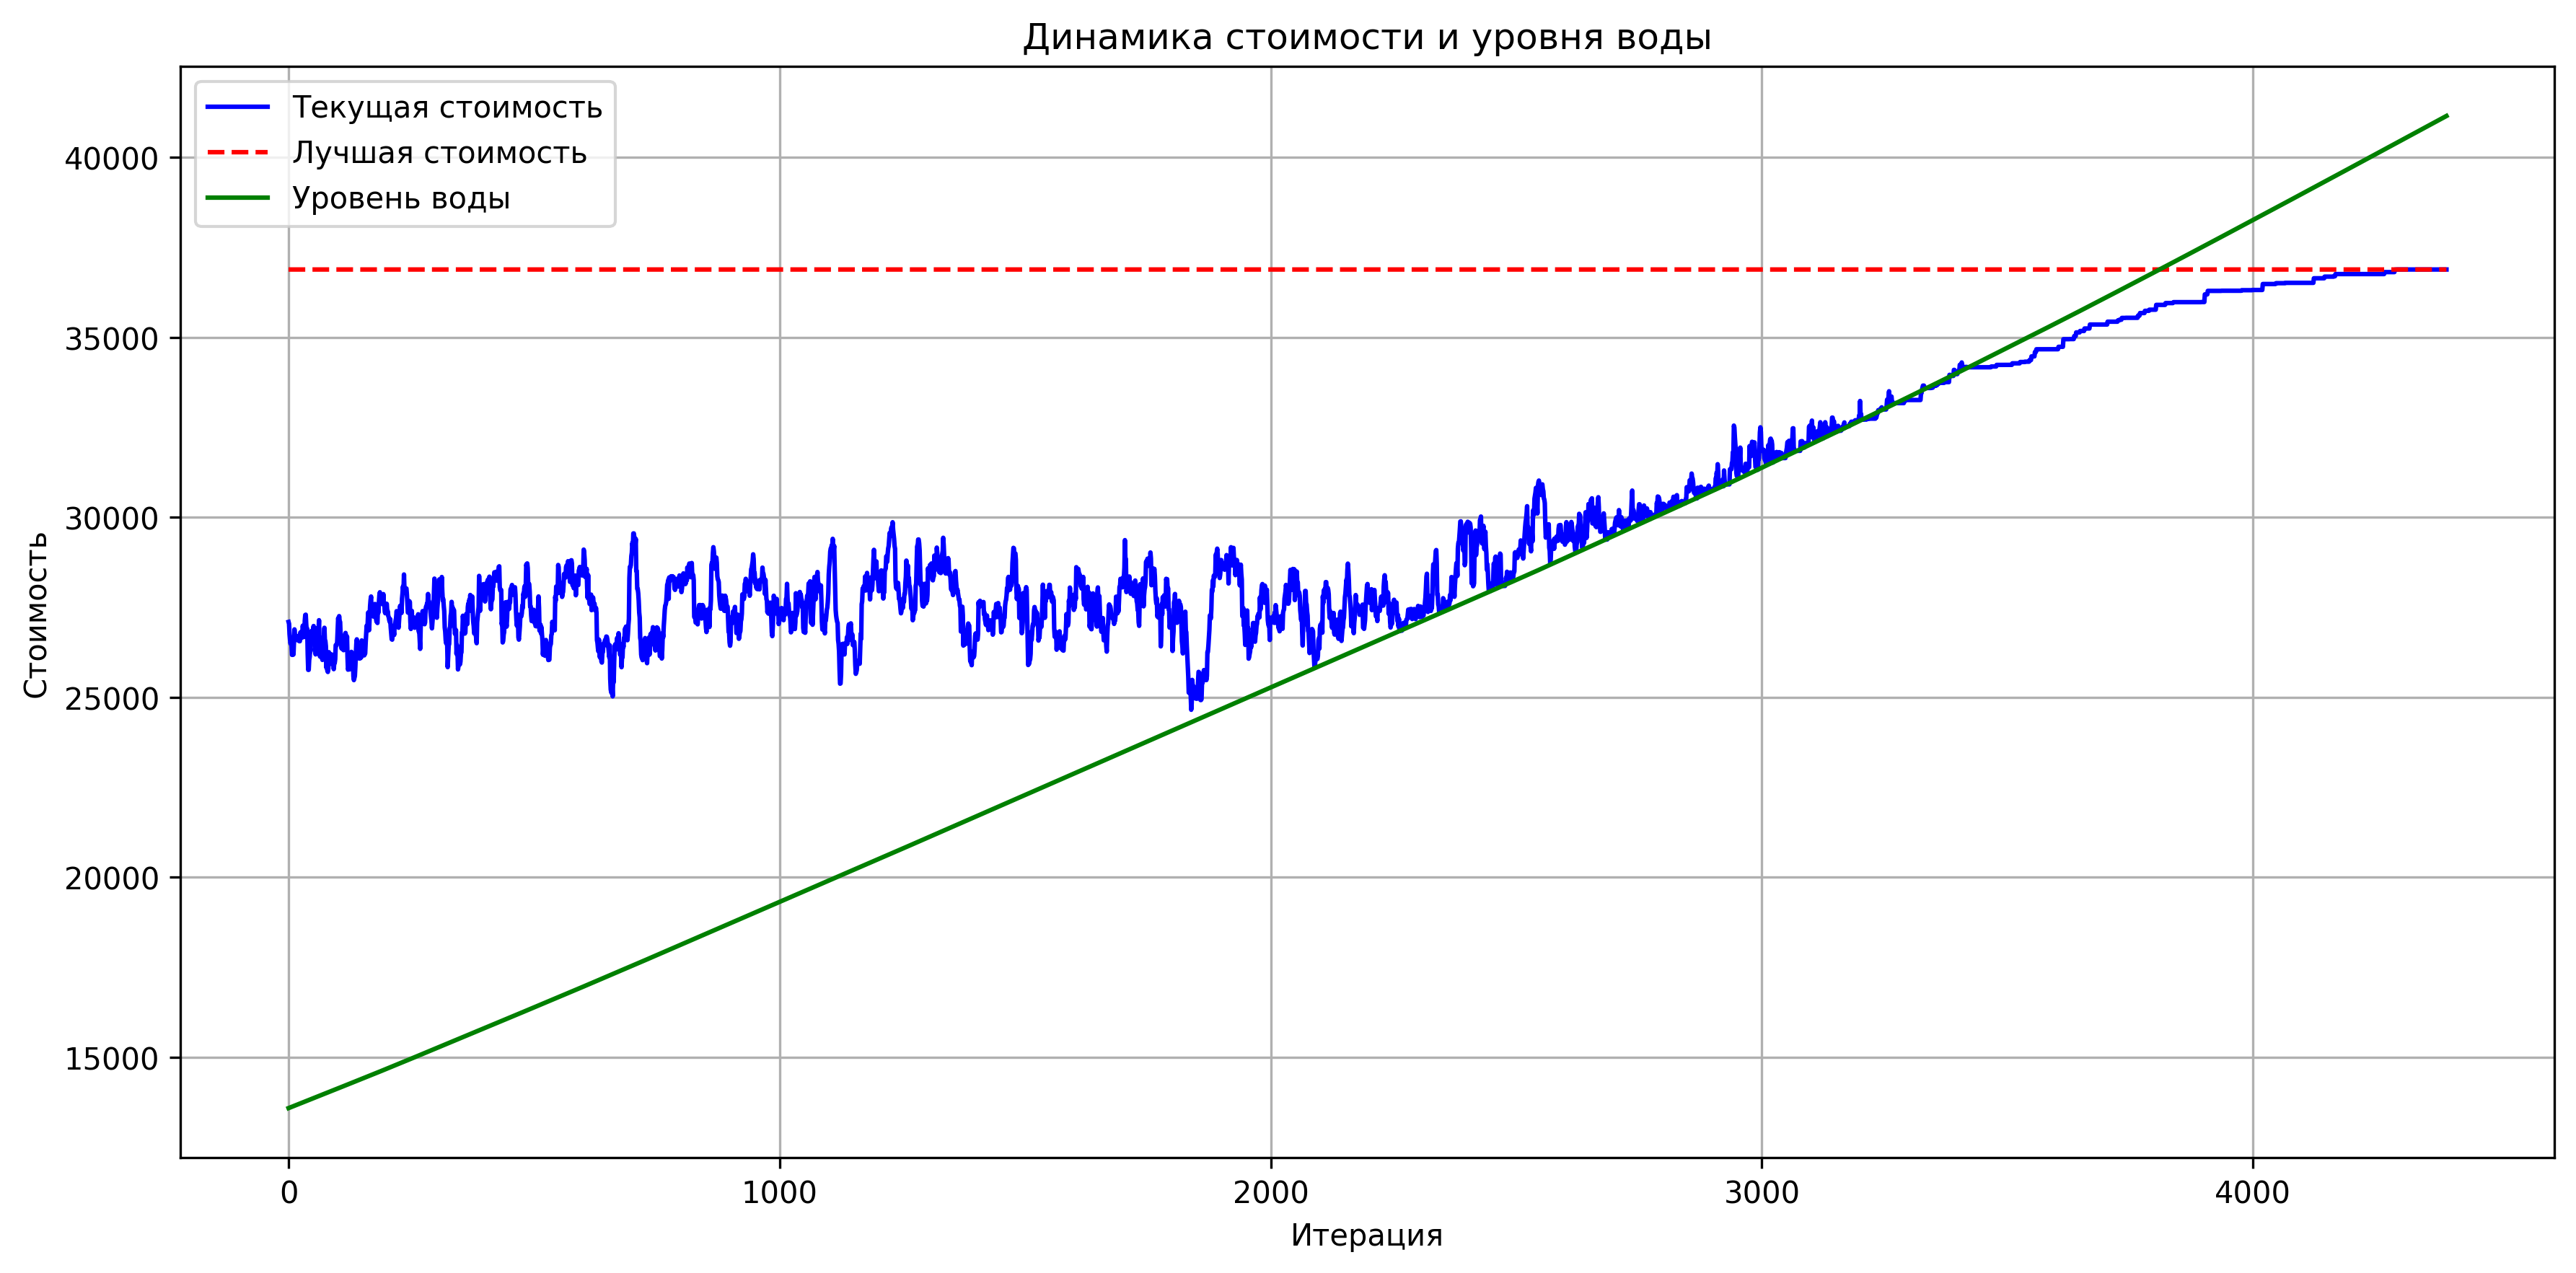 Динамика стоимости и уровня воды
Текущая стоимость
Лучшая стоимость
Уровень воды
Стоимость
40000
35000
30000
25000
20000
15000
0 1000 2000 3000 4000
Итерация